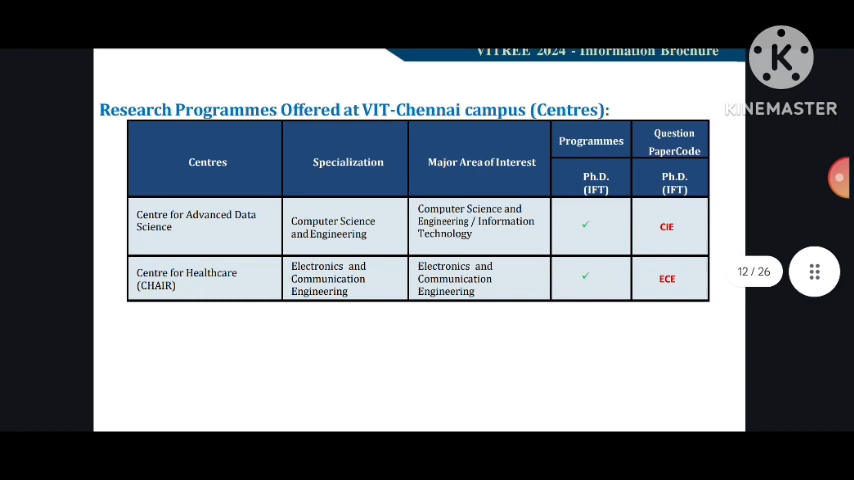 VITREE 2024 - Information Brochure
KINEMASTER
Research Programmes Offered at VIT-Chennai campus (Centres):
Centres
Specialization
Major Area of Interest
Programmes
Question
PaperCode
Ph.D.
(IFT)
Ph.D.
(IFT)
Centre for Advanced Data
Science
Computer Science
and Engineering
Computer Science and
Engineering / Information
Technology
✓
CIE
Centre for Healthcare
(CHAIR)
Electronics and
Communication
Engineering
Electronics and
Communication
Engineering
✓
ECE
12 / 26